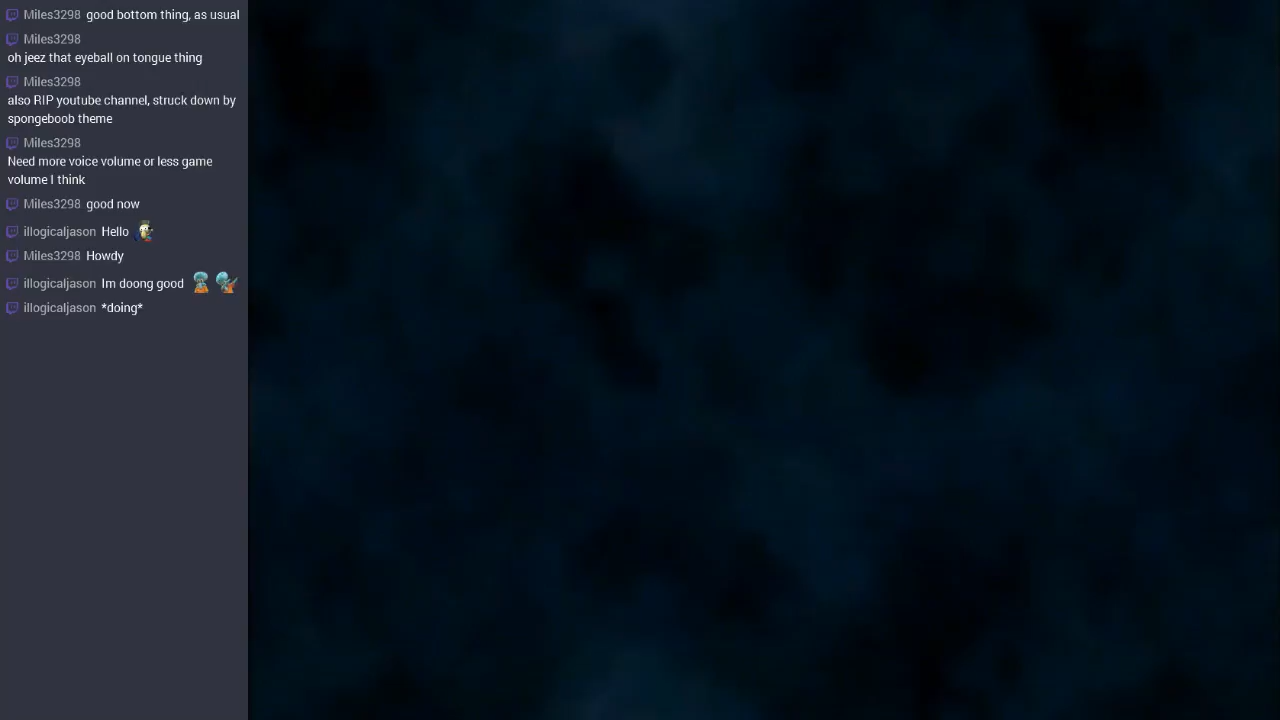 Miles3298 good bottom thing, as usual
Miles3298
oh jeez that eyeball on tongue thing
Miles3298
also RIP youtube channel, struck down by
spongeboob theme
Miles3298
Need more voice volume or less game
volume I think
Miles3298 good now
illogicaljason Hello
Miles3298 Howdy
illogicaljason Im doong good
illogicaljason *doing*